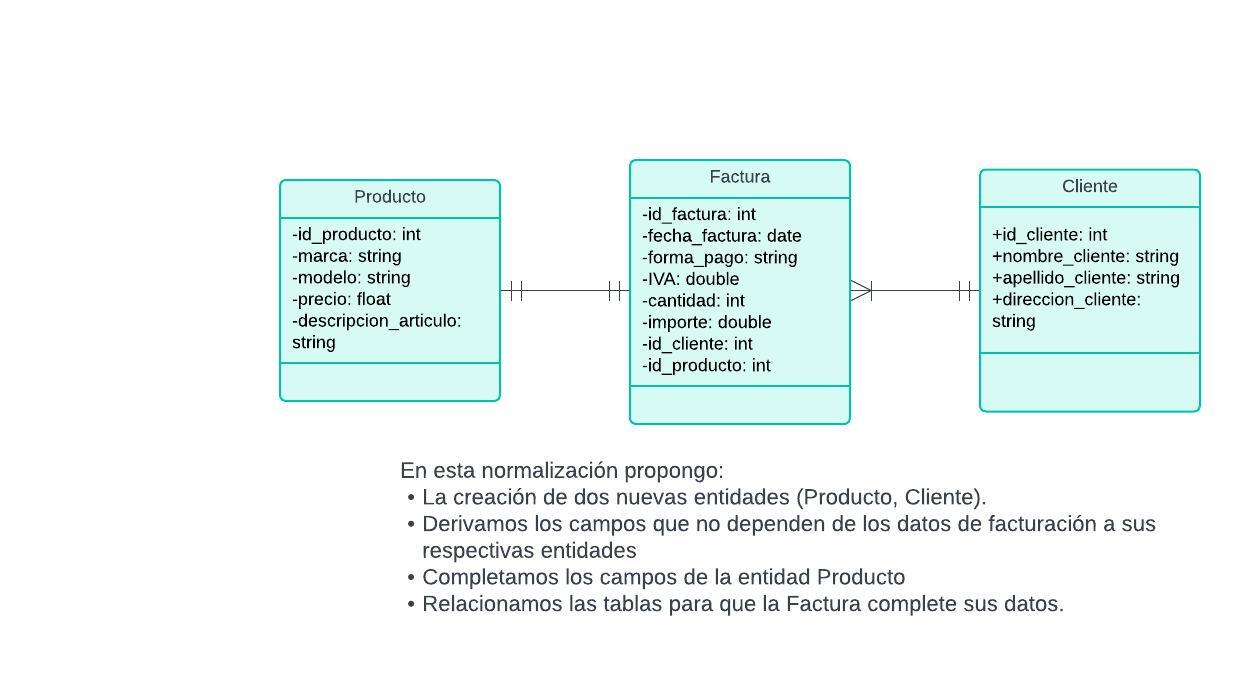 Producto
-id_producto: int
-marca: string
-modelo: string
-precio: float
-descripcion_articulo:
string
Factura
-id_factura: int
-fecha_factura: date
-forma_pago: string
-IVA: double
-cantidad: int
-importe: double
-id_cliente: int
-id_producto: int
Cliente
+id_cliente: int
+nombre_cliente: string
+apellido_cliente: string
+direccion_cliente:
string
En esta normalización propongo:
• La creación de dos nuevas entidades (Producto, Cliente).
• Derivamos los campos que no dependen de los datos de facturación a sus
respectivas entidades
• Completamos los campos de la entidad Producto
• Relacionamos las tablas para que la Factura complete sus datos.